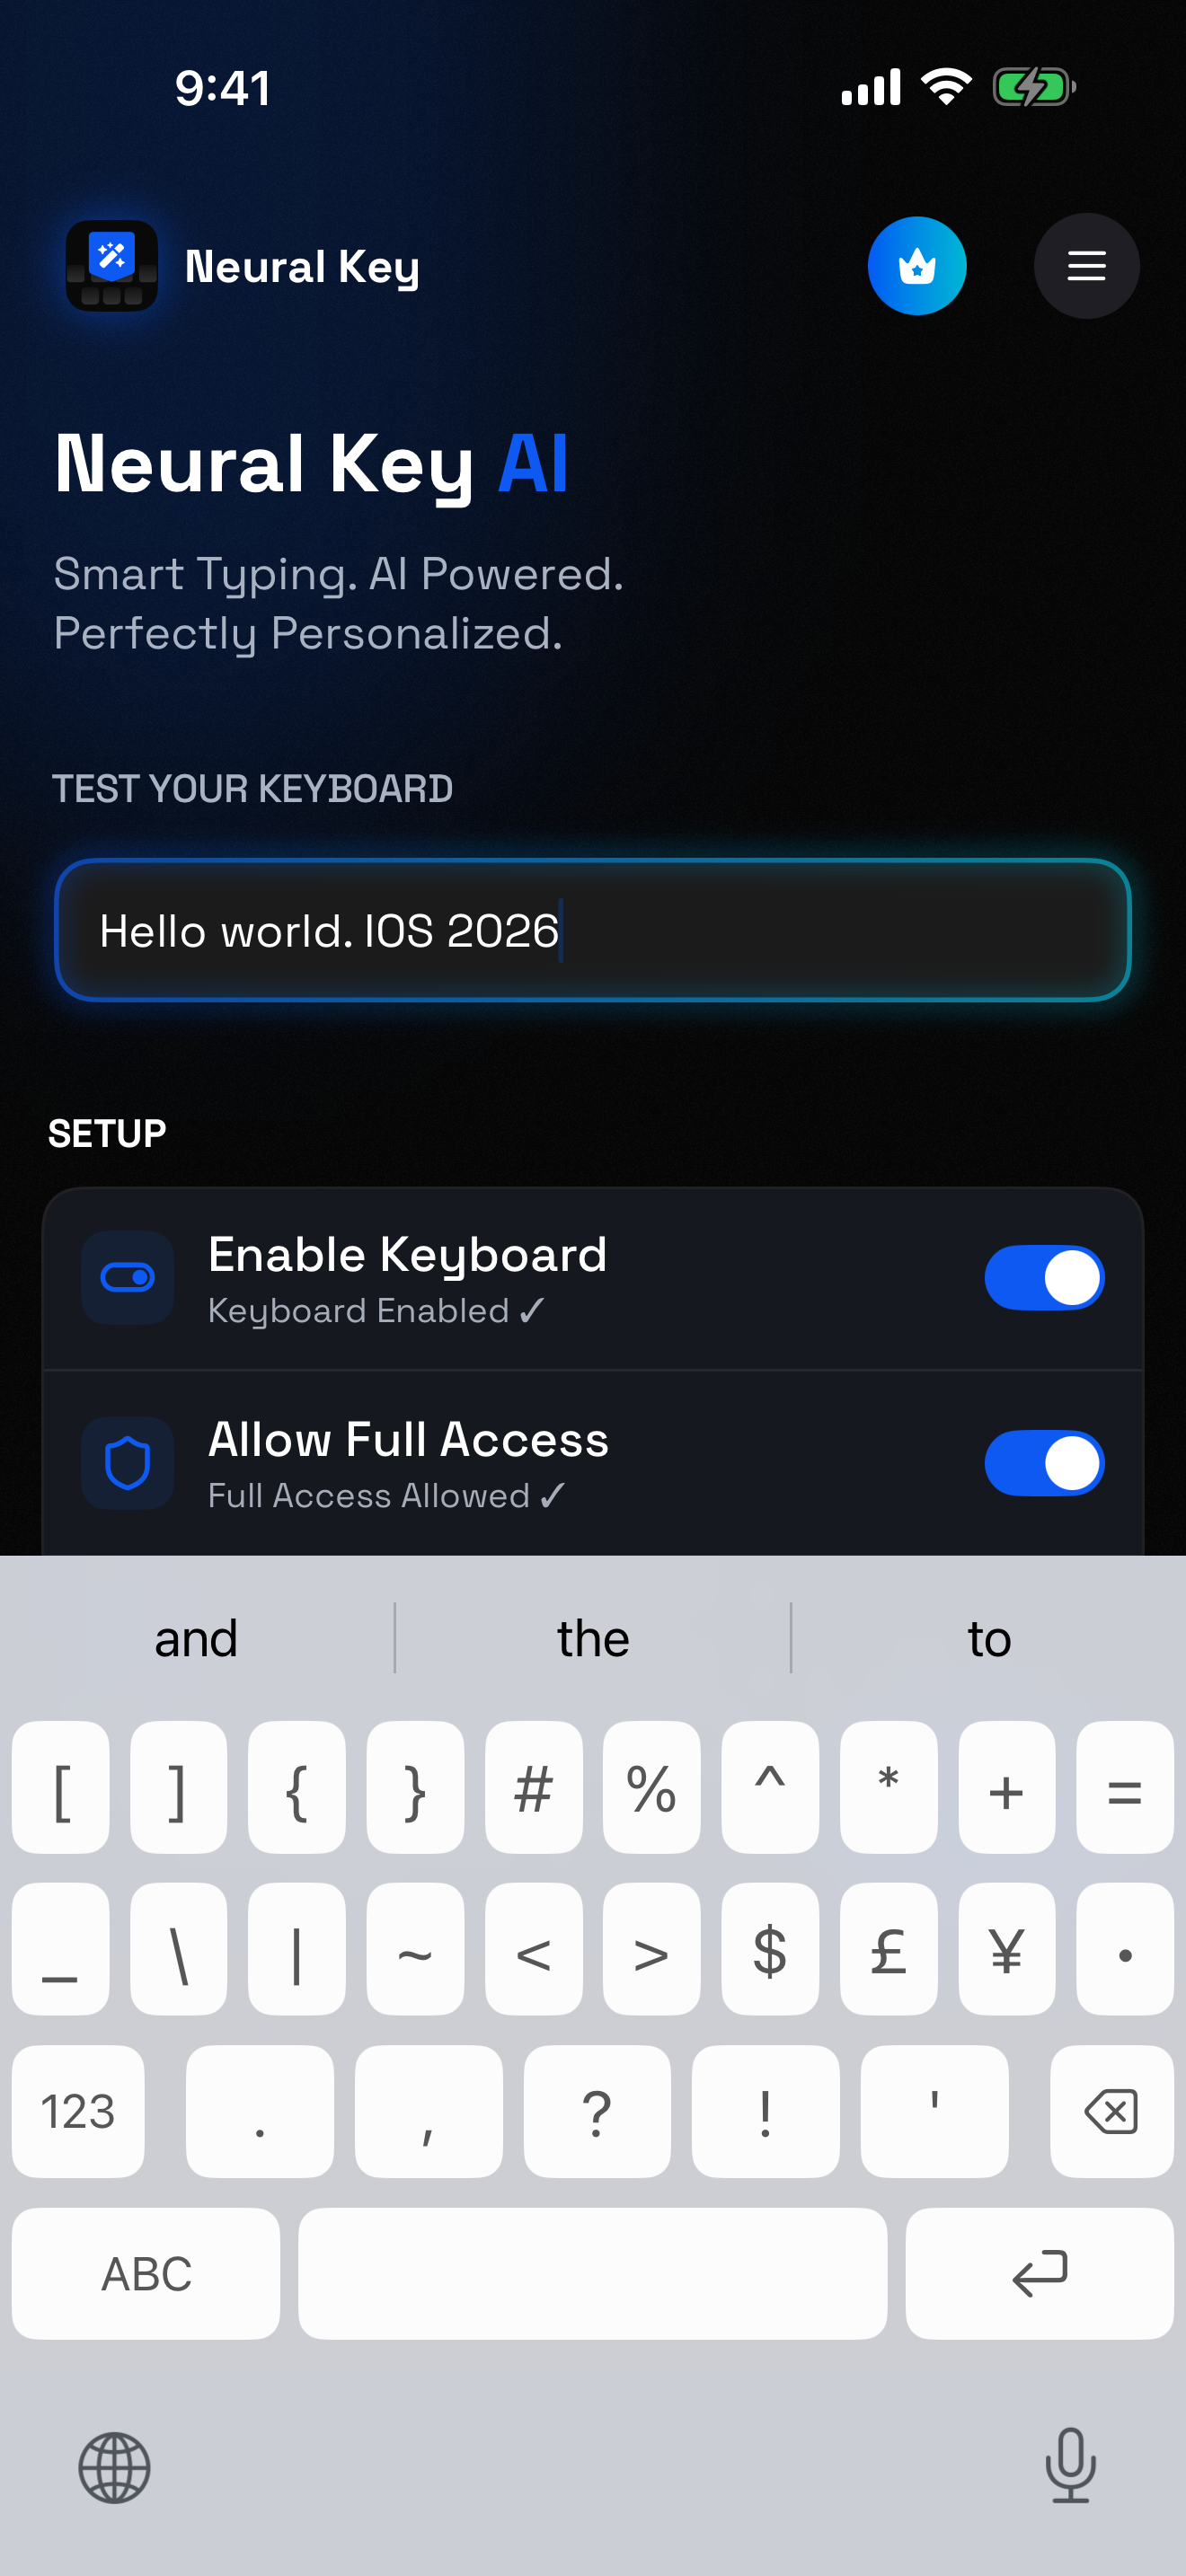 9:41
Neural Key
Neural Key AI
Smart Typing. AI Powered.
Perfectly Personalized.
TEST YOUR KEYBOARD
Hello world. IOS 2026
SETUP
Enable Keyboard
Keyboard Enabled ✓
Allow Full Access
Full Access Allowed ✓
and the to
[ ] { } # % ^ * + =
_ \ | ~ < > $ £ ¥ •
123 . , ? ! '
ABC